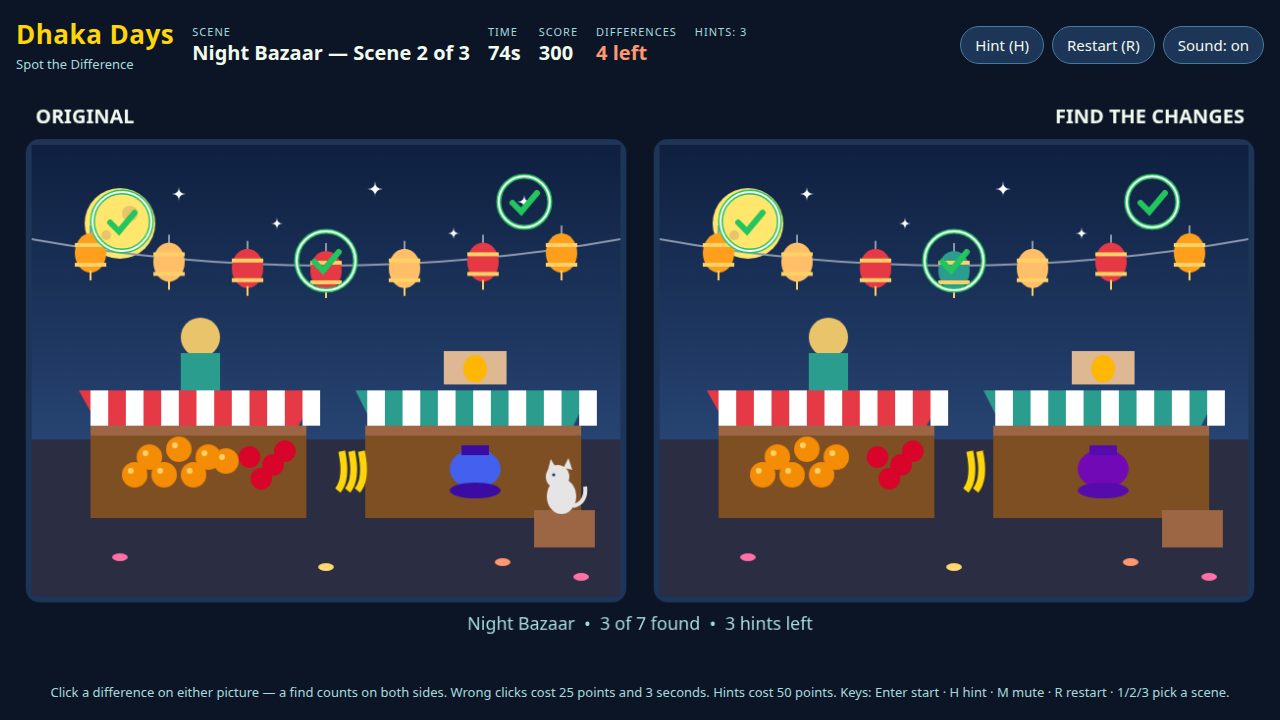 Dhaka Days
Spot the Difference
SCENE
Night Bazaar — Scene 2 of 3
TIME
74s
SCORE
300
DIFFERENCES
4 left
HINTS: 3
Hint (H)
Restart (R)
Sound: on
ORIGINAL
FIND THE CHANGES
Night Bazaar • 3 of 7 found • 3 hints left
Click a difference on either picture — a find counts on both sides. Wrong clicks cost 25 points and 3 seconds. Hints cost 50 points. Keys: Enter start · H hint · M mute · R restart · 1/2/3 pick a scene.